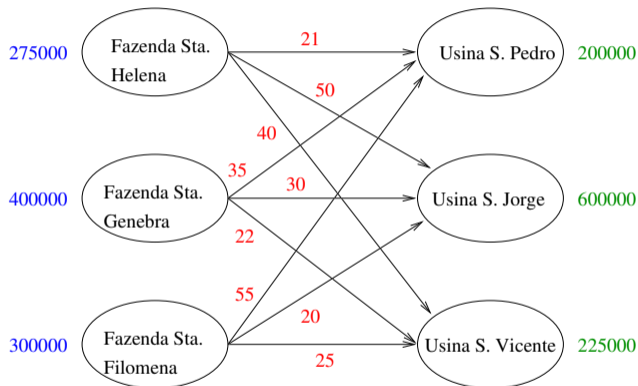 275000
Fazenda Sta.
Helena
21
Usina S. Pedro
200000
50
40
35
400000
Fazenda Sta.
Genebra
30
Usina S. Jorge
600000
22
55
20
300000
Fazenda Sta.
Filomena
25
Usina S. Vicente
225000